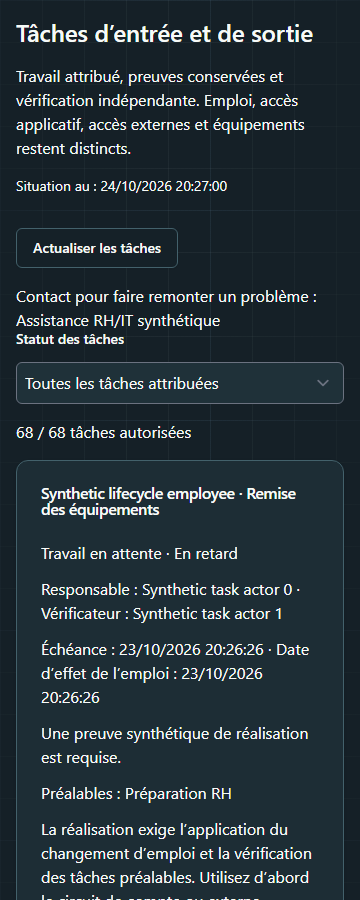 Tâches d’entrée et de sortie
Travail attribué, preuves conservées et
vérification indépendante. Emploi, accès
applicatif, accès externes et équipements
restent distincts.
Situation au : 24/10/2026 20:27:00
Actualiser les tâches
Contact pour faire remonter un problème :
Assistance RH/IT synthétique
Statut des tâches
Toutes les tâches attribuées
68 / 68 tâches autorisées
Synthetic lifecycle employee · Remise
des équipements
Travail en attente · En retard
Responsable : Synthetic task actor 0 ·
Vérificateur : Synthetic task actor 1
Échéance : 23/10/2026 20:26:26 · Date
d’effet de l’emploi : 23/10/2026
20:26:26
Une preuve synthétique de réalisation
est requise.
Préalables : Préparation RH
La réalisation exige l’application du
changement d’emploi et la vérification
des tâches préalables. Utilisez d’abord